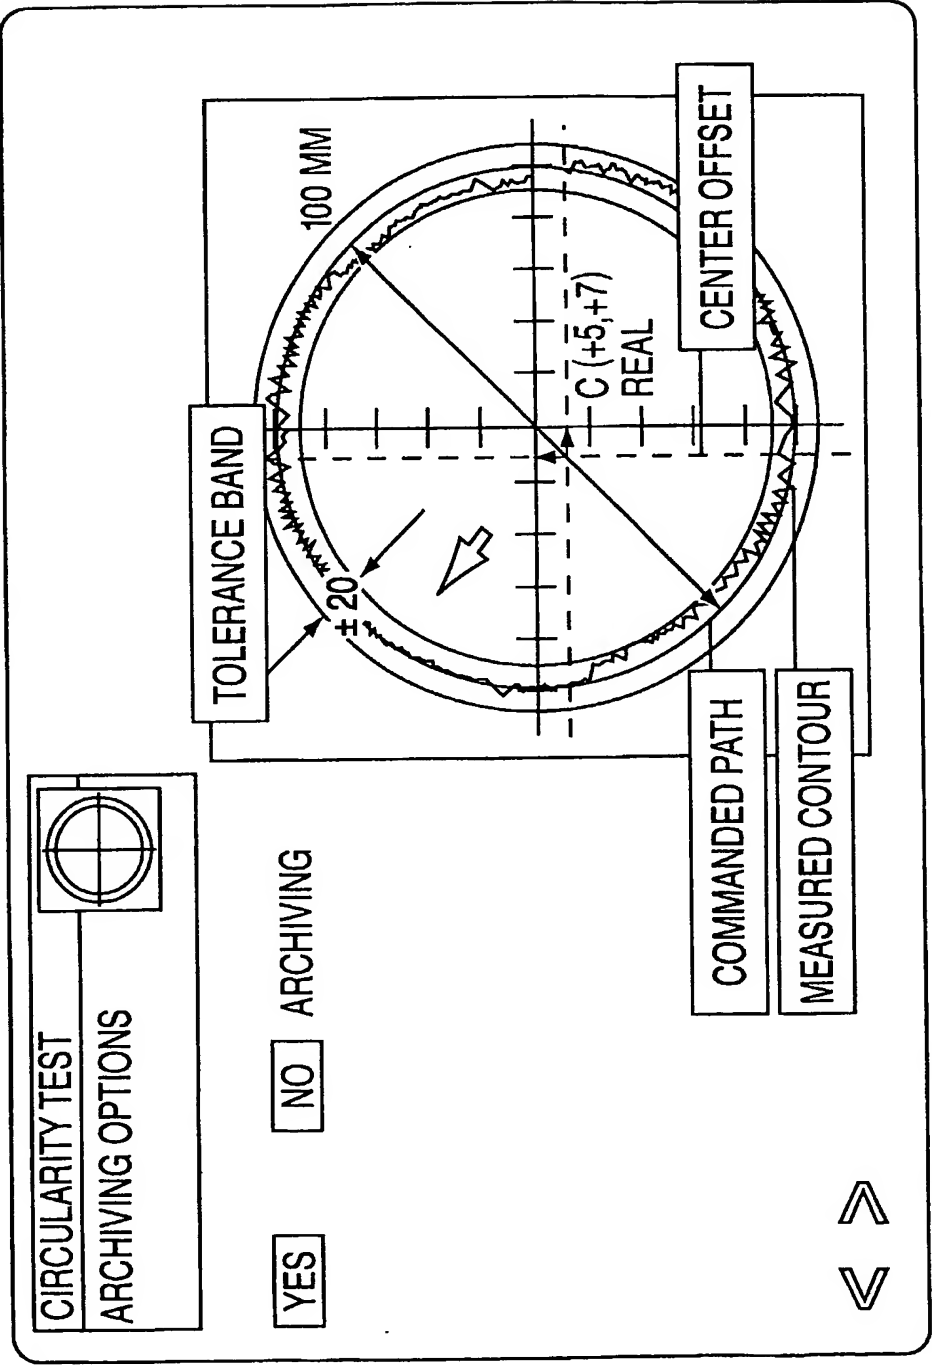 CIRCULARITY TEST
ARCHIVING OPTIONS
YES
NO
ARCHIVING
TOLERANCE BAND
100 MM
± 20
C (+5,+7)
REAL
CENTER OFFSET
COMMANDED PATH
MEASURED CONTOUR
< >